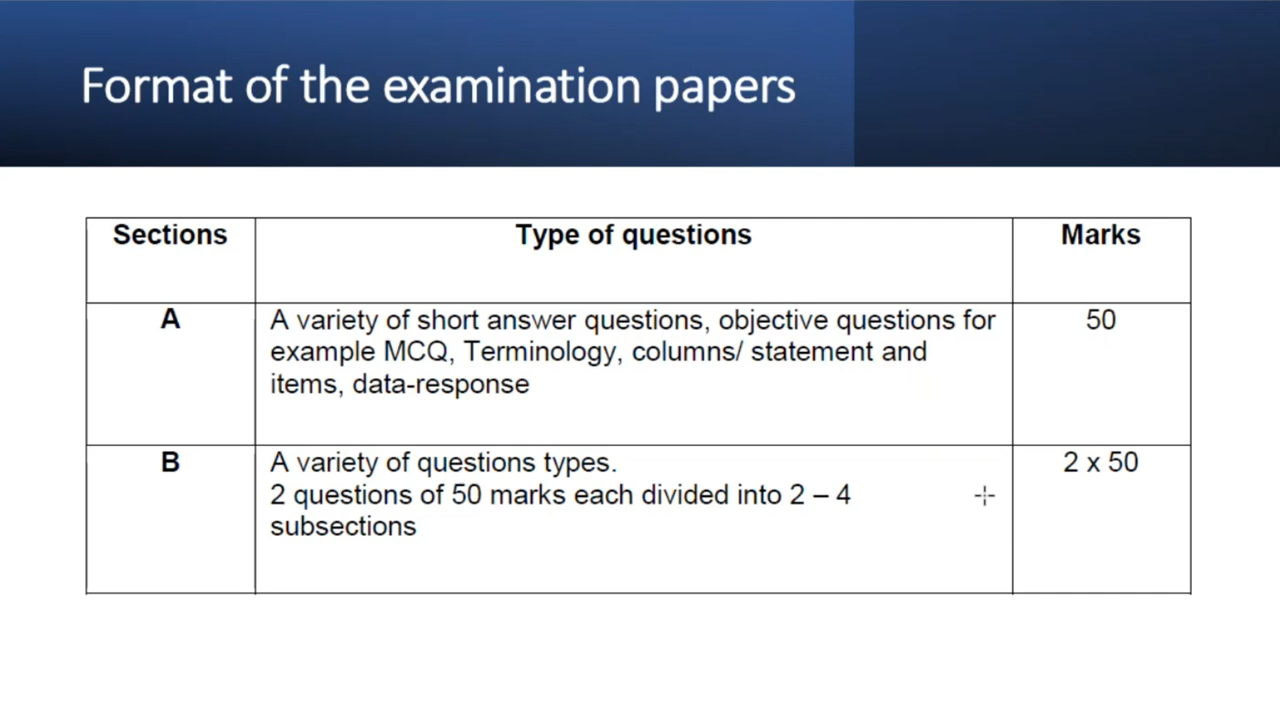 Format of the examination papers
Sections
Type of questions
Marks
A
A variety of short answer questions, objective questions for
example MCQ, Terminology, columns/ statement and
items, data-response
50
B
A variety of questions types.
2 questions of 50 marks each divided into 2 – 4
subsections
2 x 50